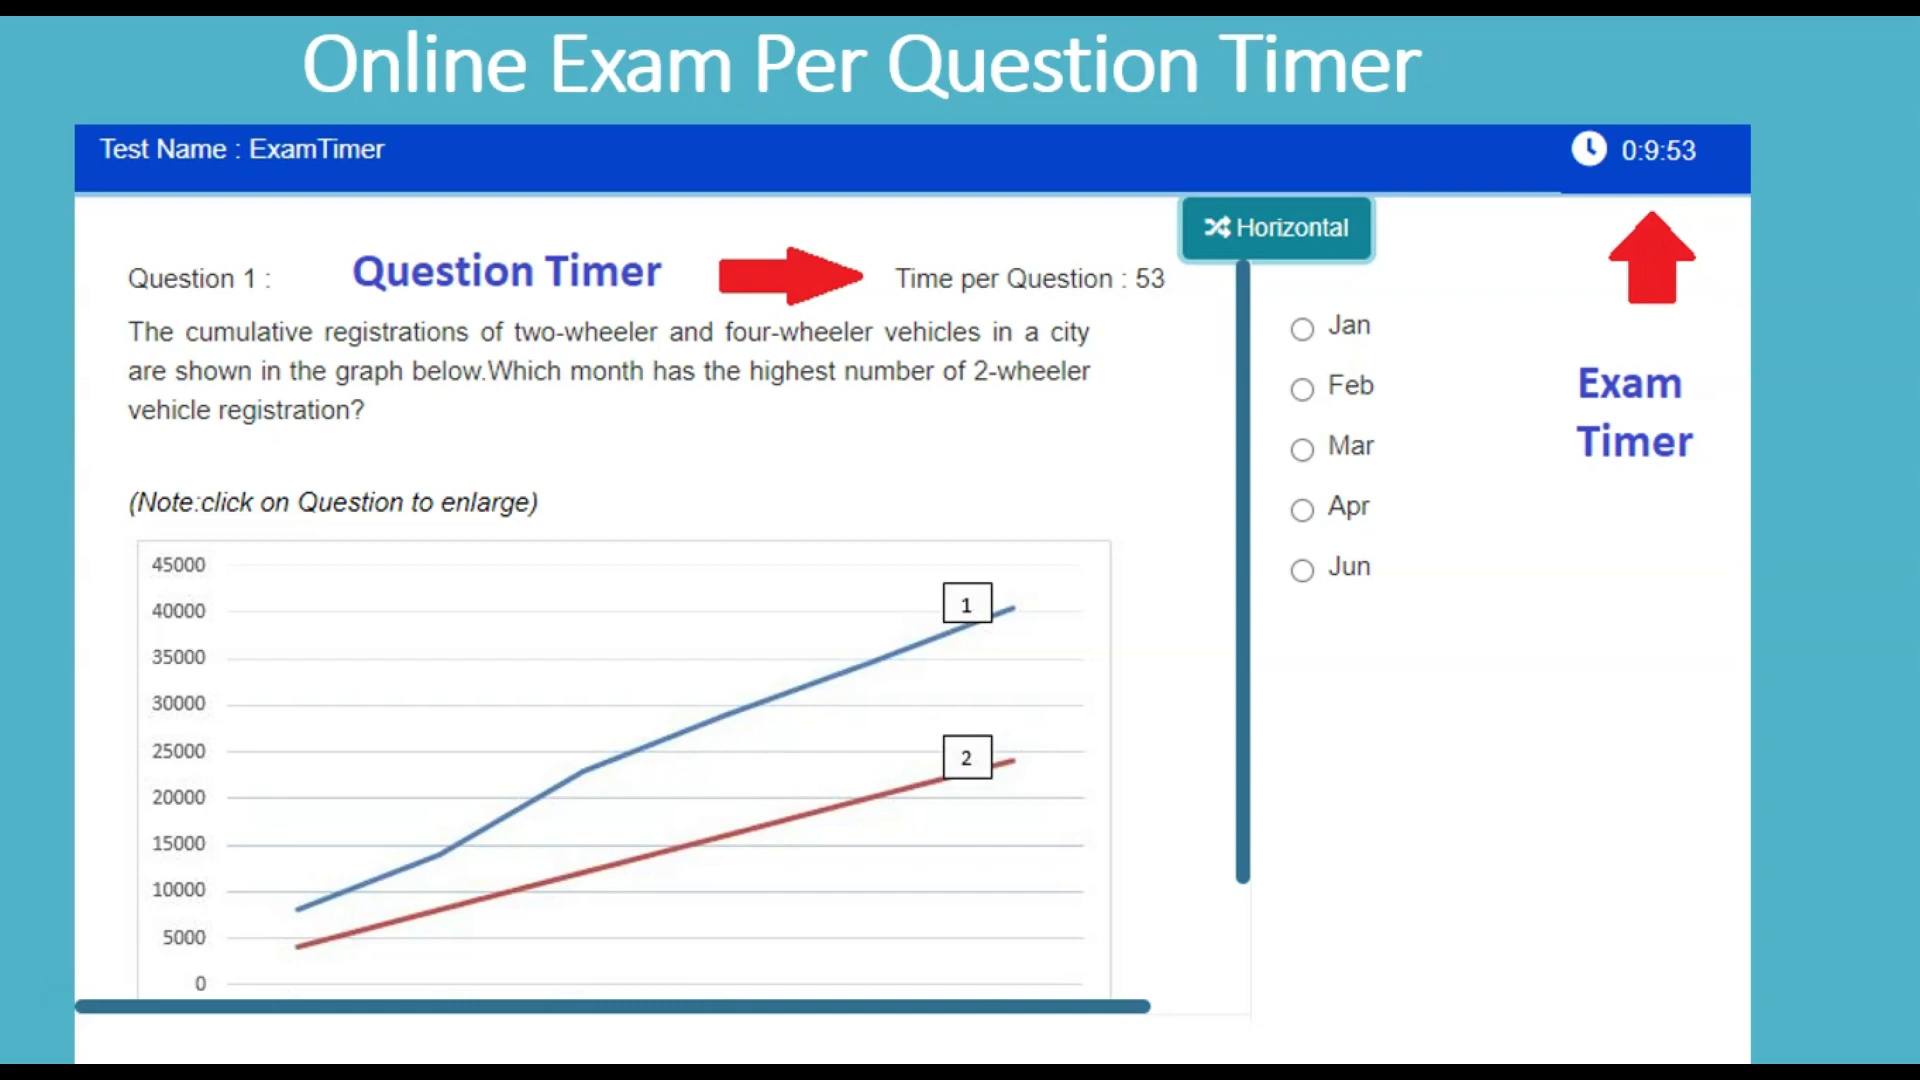 Online Exam Per Question Timer
Test Name : ExamTimer
0:9:53
Horizontal
Question 1 :
Question Timer
Time per Question : 53
The cumulative registrations of two-wheeler and four-wheeler vehicles in a city
are shown in the graph below.Which month has the highest number of 2-wheeler
vehicle registration?
(Note:click on Question to enlarge)
45000
40000
35000
30000
25000
20000
15000
10000
5000
0
1
2
Jan
Feb
Mar
Apr
Jun
Exam
Timer